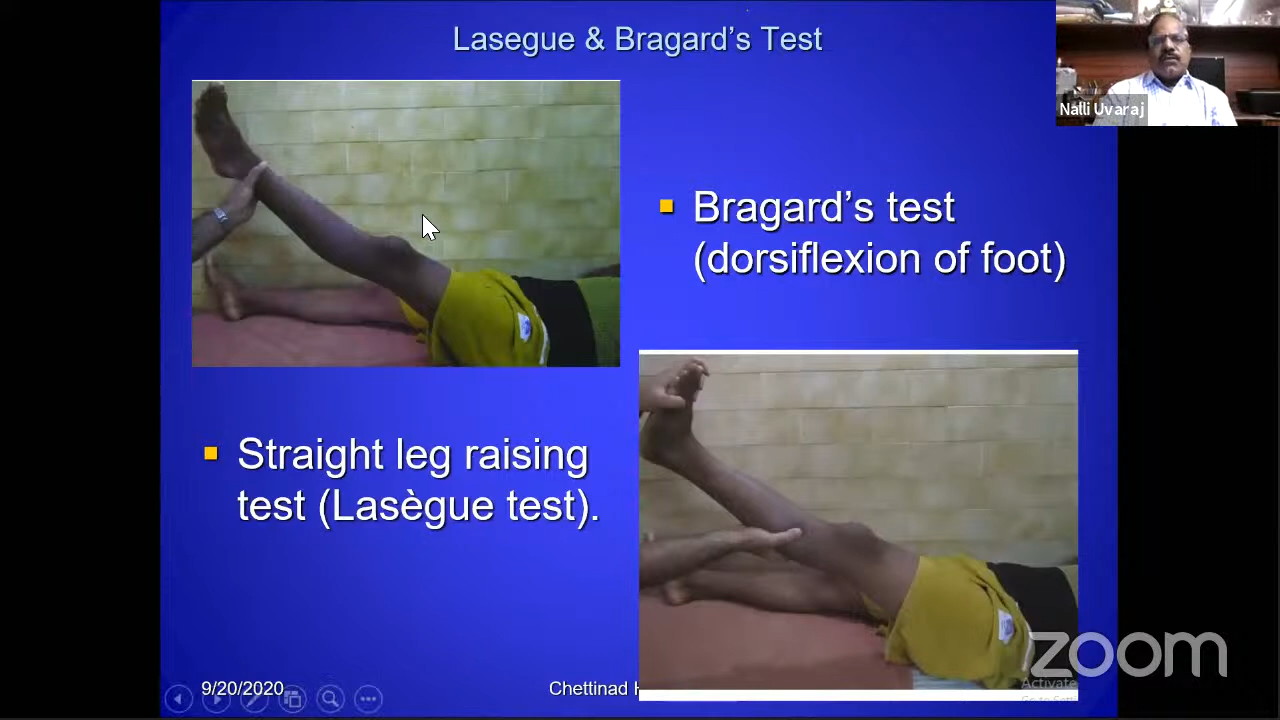 Lasegue & Bragard's Test
Nalli Uvaraj
Bragard's test
(dorsiflexion of foot)
Straight leg raising
test (Lasègue test).
9/20/2020
Chettinad H
zoom
Activate